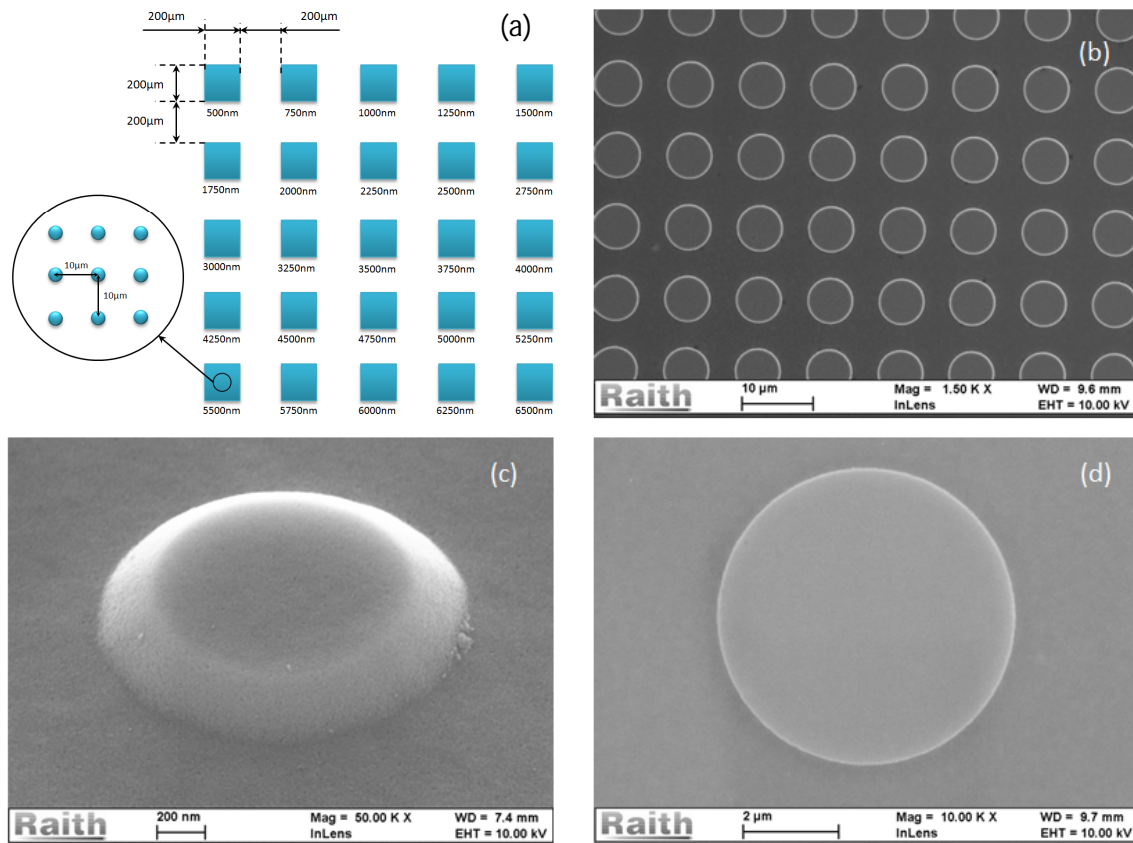 200µm
200µm
(a)
200µm
200µm
500nm 750nm 1000nm 1250nm 1500nm
1750nm 2000nm 2250nm 2500nm 2750nm
3000nm 3250nm 3500nm 3750nm 4000nm
10µm
10µm
4250nm 4500nm 4750nm 5000nm 5250nm
5500nm 5750nm 6000nm 6250nm 6500nm
(b)
Raith
10 µm
Mag = 1.50 K X
InLens
WD = 9.6 mm
EHT = 10.00 kV
(c)
Raith
200 nm
Mag = 50.00 K X
InLens
WD = 7.4 mm
EHT = 10.00 kV
(d)
Raith
2 µm
Mag = 10.00 K X
InLens
WD = 9.7 mm
EHT = 10.00 kV